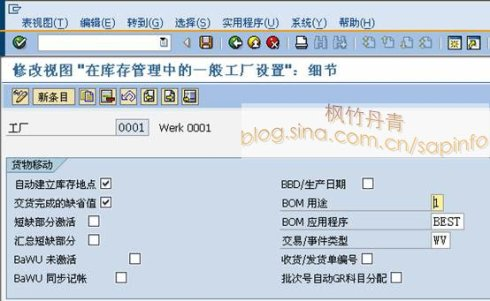 表视图(T) 编辑(E) 转到(G) 选择(S) 实用程序(U) 系统(Y) 帮助(H)
修改视图 "在库存管理中的一般工厂设置": 细节
新条目
枫竹丹青
blog.sina.com.cn/sapinfo
工厂 0001 Werk 0001
货物移动
自动建立库存地点 BBD/生产日期
交货完成的缺省值 BOM 用途 1
短缺部分激活 BOM 应用程序 BEST
汇总短缺部分 交易/事件类型 WV
BaWU 未激活 收货/发货单编号
BaWU 同步记帐 批次号自动GR科目分配